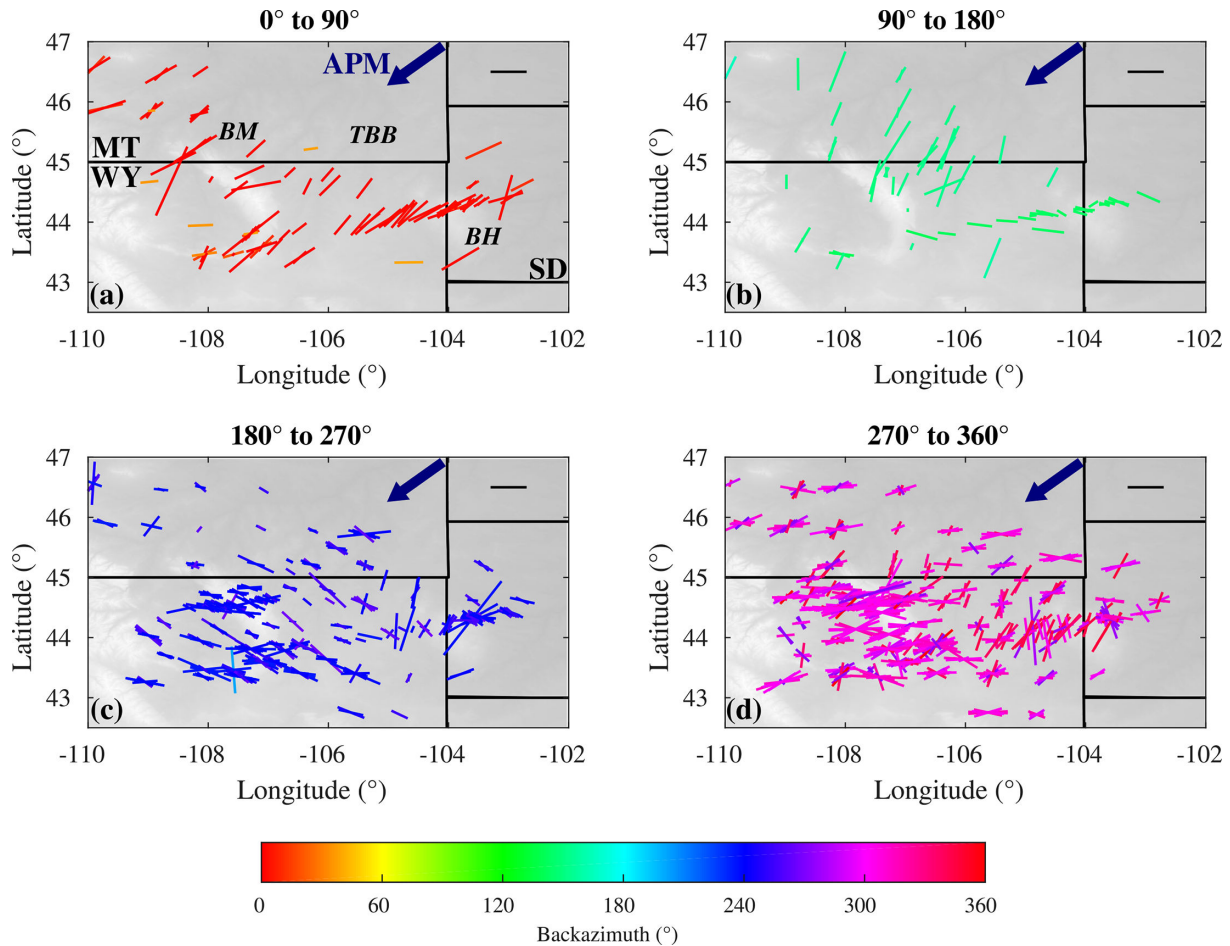 0° to 90°
47
46
45
44
43
Latitude (°)
APM
BM
TBB
MT
WY
BH
SD
(a)
-110
-108
-106
-104
-102
Longitude (°)
90° to 180°
47
46
45
44
43
Latitude (°)
(b)
-110
-108
-106
-104
-102
Longitude (°)
180° to 270°
47
46
45
44
43
Latitude (°)
(c)
-110
-108
-106
-104
-102
Longitude (°)
270° to 360°
47
46
45
44
43
Latitude (°)
(d)
-110
-108
-106
-104
-102
Longitude (°)
0
60
120
180
240
300
360
Backazimuth (°)